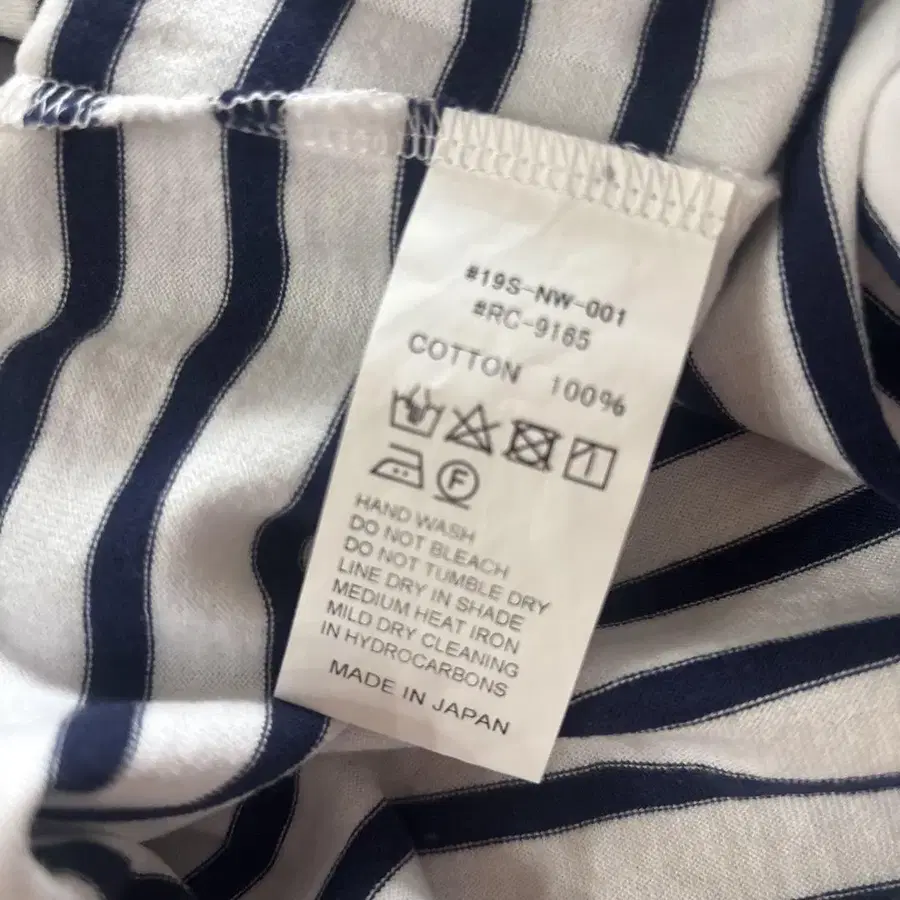 #19S-NW-001
#RC-9165
COTTON 100%
F
HAND WASH
DO NOT BLEACH
DO NOT TUMBLE DRY
LINE DRY IN SHADE
MEDIUM HEAT IRON
MILD DRY CLEANING
IN HYDROCARBONS
MADE IN JAPAN